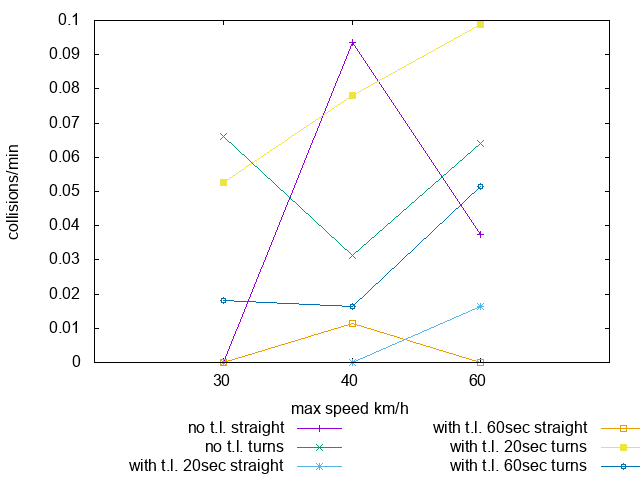 0.1
0.09
0.08
0.07
0.06
0.05
0.04
0.03
0.02
0.01
0
collisions/min
30 40 60
max speed km/h
no t.l. straight with t.l. 60sec straight
no t.l. turns with t.l. 20sec turns
with t.l. 20sec straight with t.l. 60sec turns